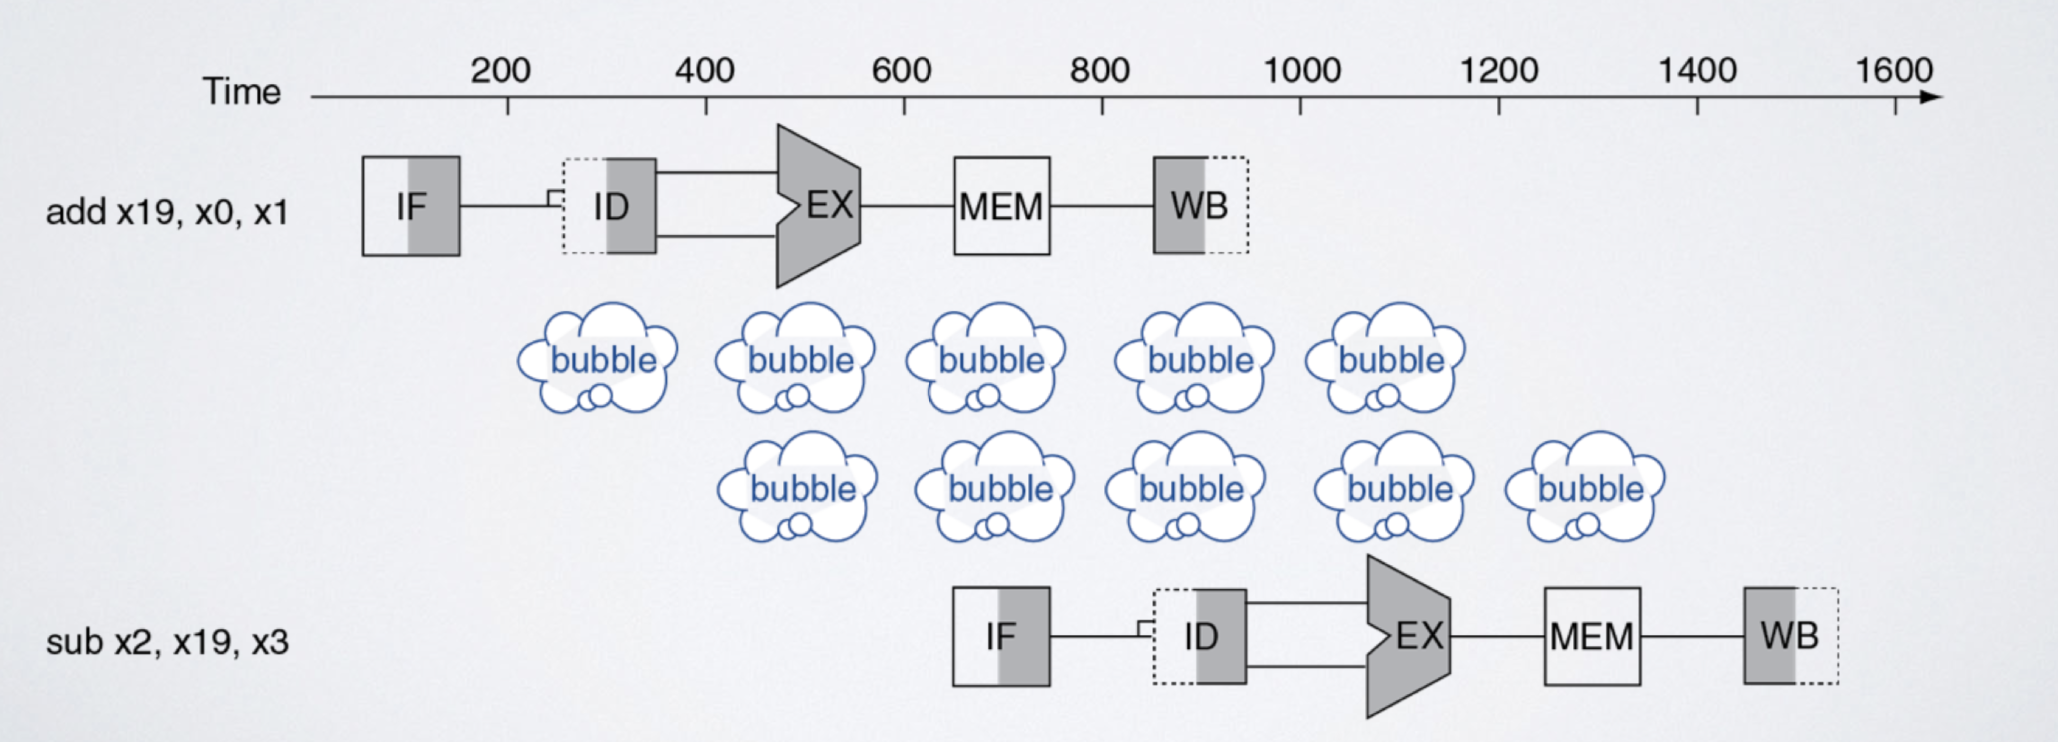 200 400 600 800 1000 1200 1400 1600
Time
add x19, x0, x1 IF ID EX MEM WB
bubble bubble bubble bubble bubble
bubble bubble bubble bubble bubble
sub x2, x19, x3 IF ID EX MEM WB